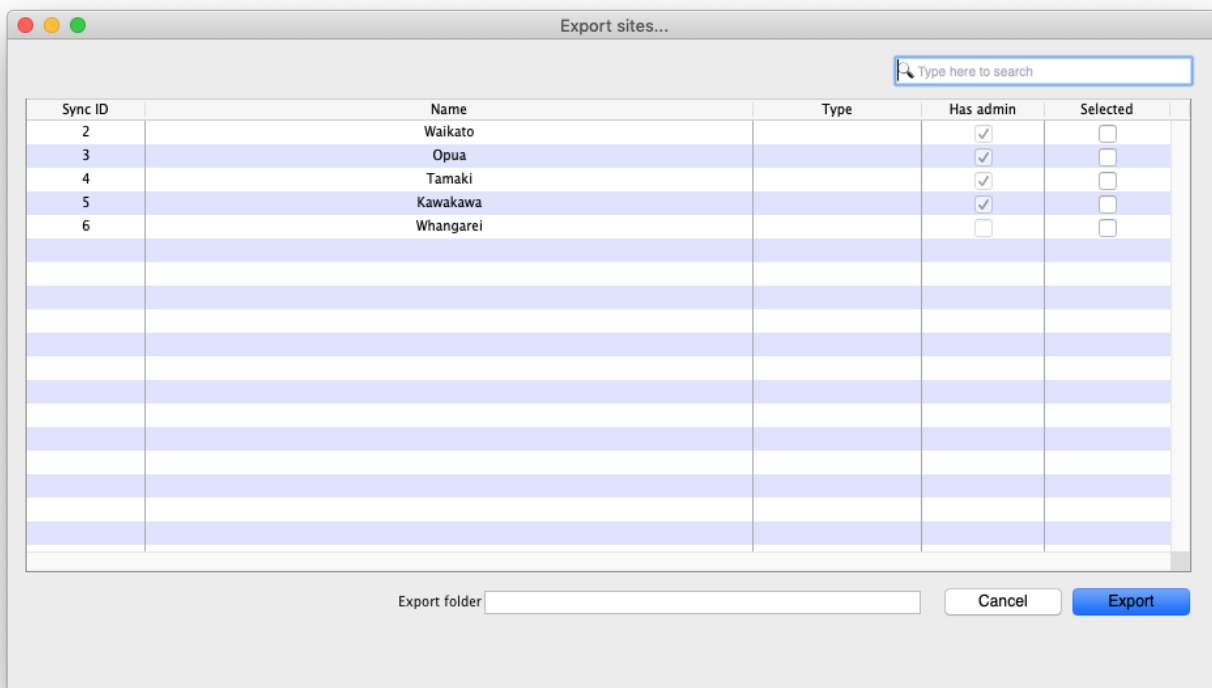 Export sites...
Type here to search
Sync ID Name Type Has admin Selected
2 Waikato
3 Opua
4 Tamaki
5 Kawakawa
6 Whangarei
Export folder Cancel Export